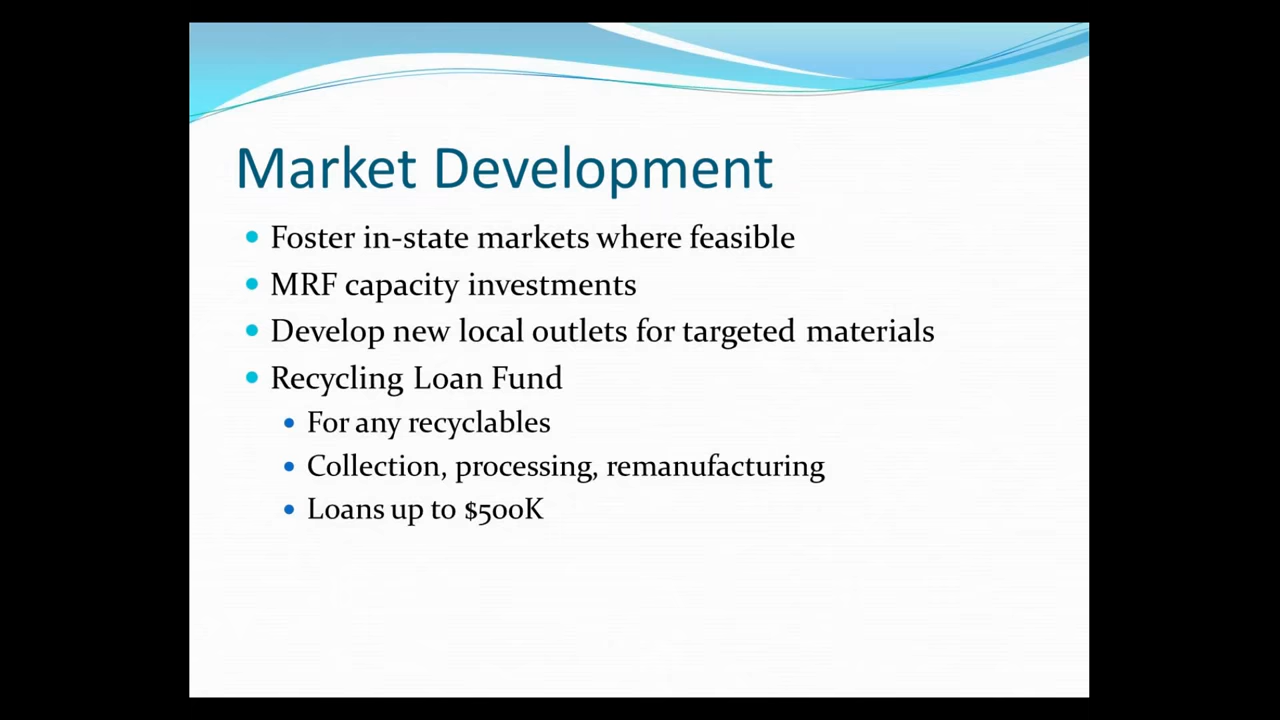 Market Development
Foster in-state markets where feasible
MRF capacity investments
Develop new local outlets for targeted materials
Recycling Loan Fund
For any recyclables
Collection, processing, remanufacturing
Loans up to $500K